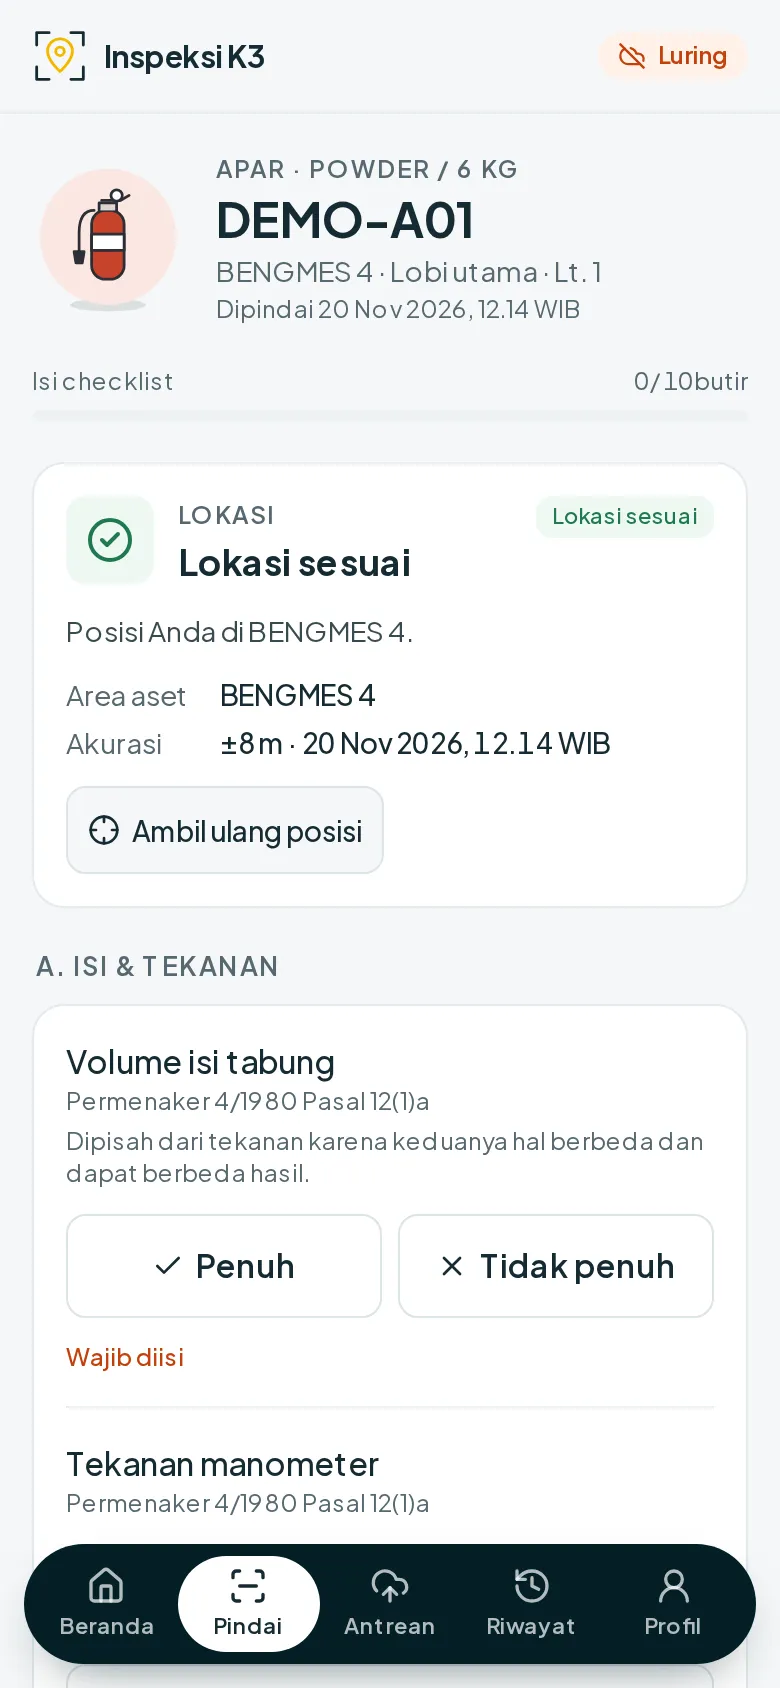 Inspeksi K3
Luring
APAR · POWDER / 6 KG
DEMO-A01
BENGMES 4 · Lobi utama · Lt. 1
Dipindai 20 Nov 2026, 12.14 WIB
Isi checklist
0/10 butir
LOKASI
Lokasi sesuai
Lokasi sesuai
Posisi Anda di BENGMES 4.
Area aset BENGMES 4
Akurasi ±8 m · 20 Nov 2026, 12.14 WIB
Ambil ulang posisi
A. ISI & TEKANAN
Volume isi tabung
Permenaker 4/1980 Pasal 12(1)a
Dipisah dari tekanan karena keduanya hal berbeda dan
dapat berbeda hasil.
Penuh
Tidak penuh
Wajib diisi
Tekanan manometer
Permenaker 4/1980 Pasal 12(1)a
Beranda
Pindai
Antrean
Riwayat
Profil